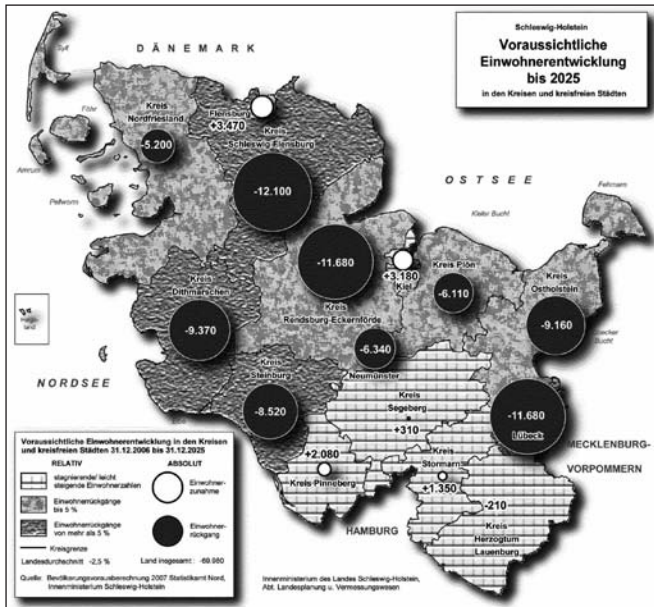 Schleswig-Holstein
Voraussichtliche
Einwohnerentwicklung
bis 2025
in den Kreisen und kreisfreien Städten
DÄNEMARK
Sylt
Föhr
Amrum
Pellworm
Kreis
Nordfriesland
-5.200
Flensburg
+3.470
Kreis
Schleswig-Flensburg
-12.100
OSTSEE
Kieler Bucht
Fehmarn
-11.680
Kreis
Rendsburg-Eckernförde
+3.180
Kiel
Kreis Plön
-6.110
Kreis
Ostholstein
-9.160
Bucht
Kreis
Dithmarschen
-9.370
land
NORDSEE
-6.340
Neumünster
Kreis
Steinburg
-8.520
Kreis
Segeberg
+310
-11.680
Lübeck
MECKLENBURG-
VORPOMMERN
+2.080
Kreis Pinneberg
Kreis
Stormarn
+1.350
-210
Kreis
Herzogtum
Lauenburg
HAMBURG
Voraussichtliche Einwohnerentwicklung in den Kreisen
und kreisfreien Städten 31.12.2006 bis 31.12.2025
RELATIV
ABSOLUT
stagnierende/ leicht
steigende Einwohnerzahlen
Einwohner-
zunahme
Einwohnerrückgänge
bis 5 %
Einwohnerrückgänge
von mehr als 5 %
Einwohner-
rückgang
Kreisgrenze
Landesdurchschnitt -2,5 %
Land insgesamt: -69.980
Quelle: Bevölkerungsvorausberechnung 2007 Statistikamt Nord,
Innenministerium Schleswig-Holstein
Innenministerium des Landes Schleswig-Holstein,
Abt. Landesplanung u. Vermessungswesen